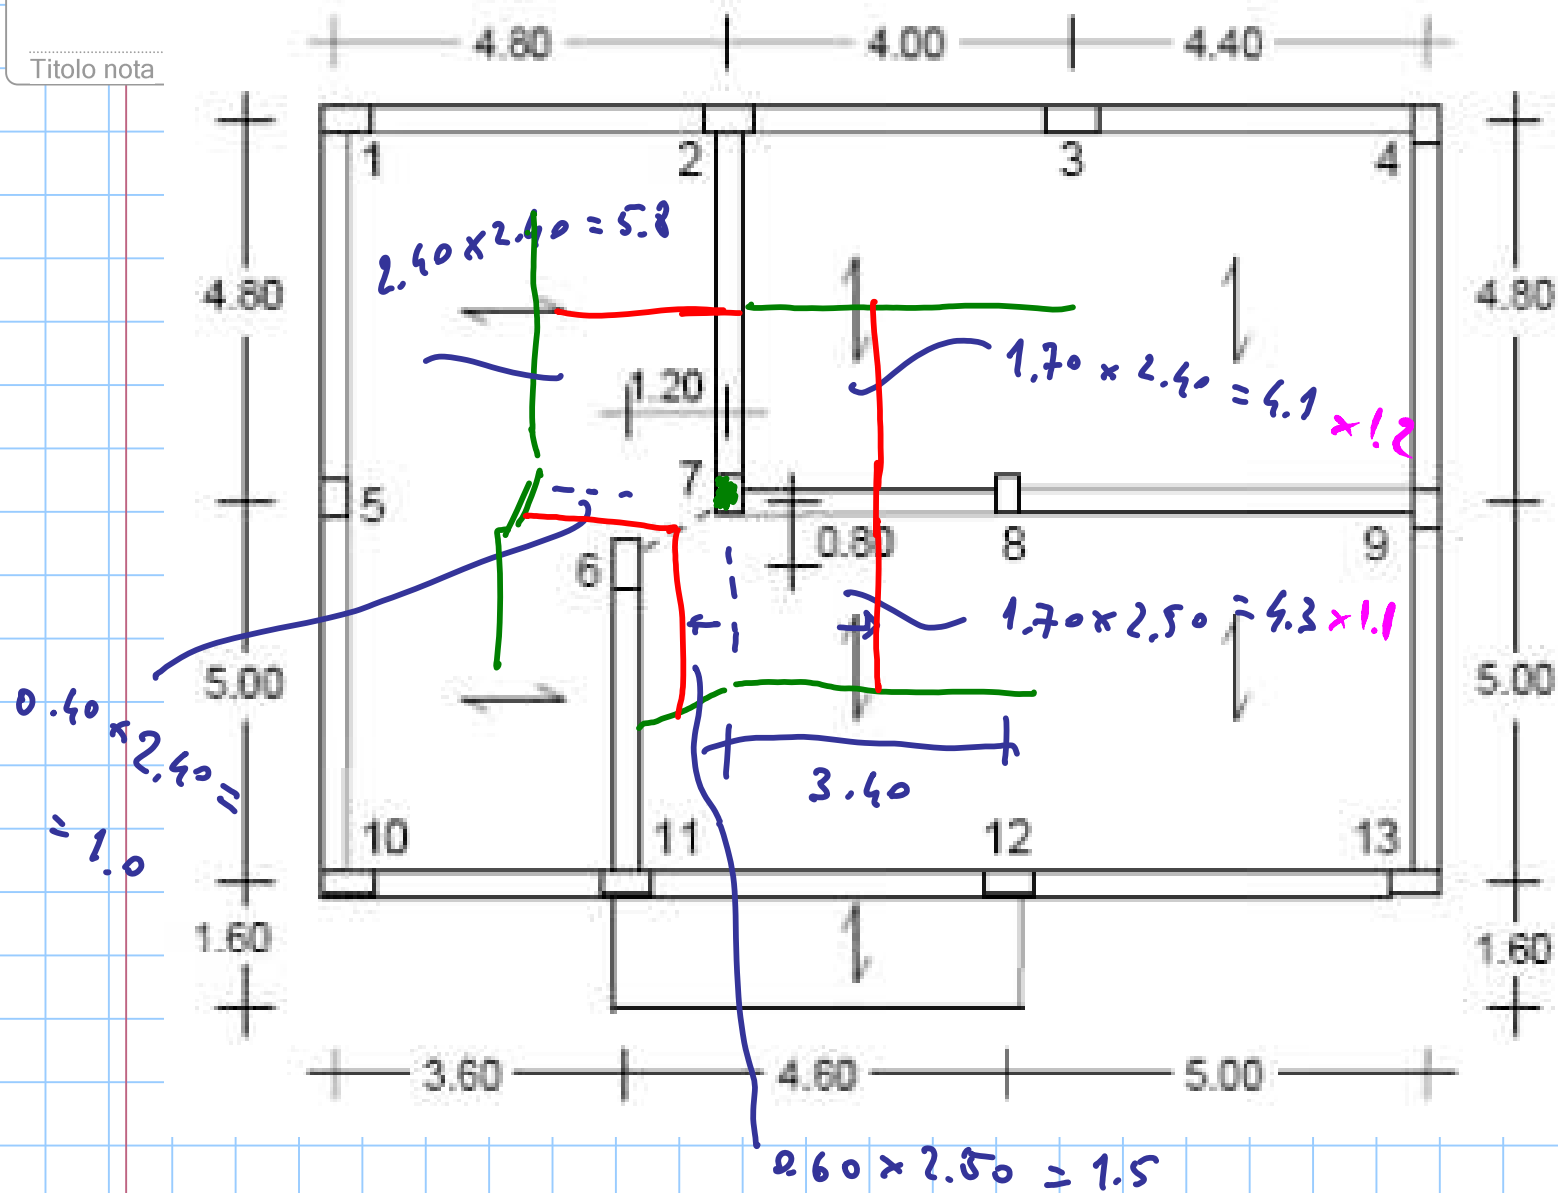 4.80 4.00 4.40
Titolo nota
1 2 3 4
2.40 x 2.40 = 5.8
4.80 4.80
1.20
1.70 x 2.40 = 4.1 x 1.2
7
5
6 0.80 8 9
1.70 x 2.50 = 4.3 x 1.1
5.00 5.00
0.40 x 2.40 =
= 1.0
3.40
10 11 12 13
1.60 1.60
3.60 4.60 5.00
0.60 x 2.50 = 1.5